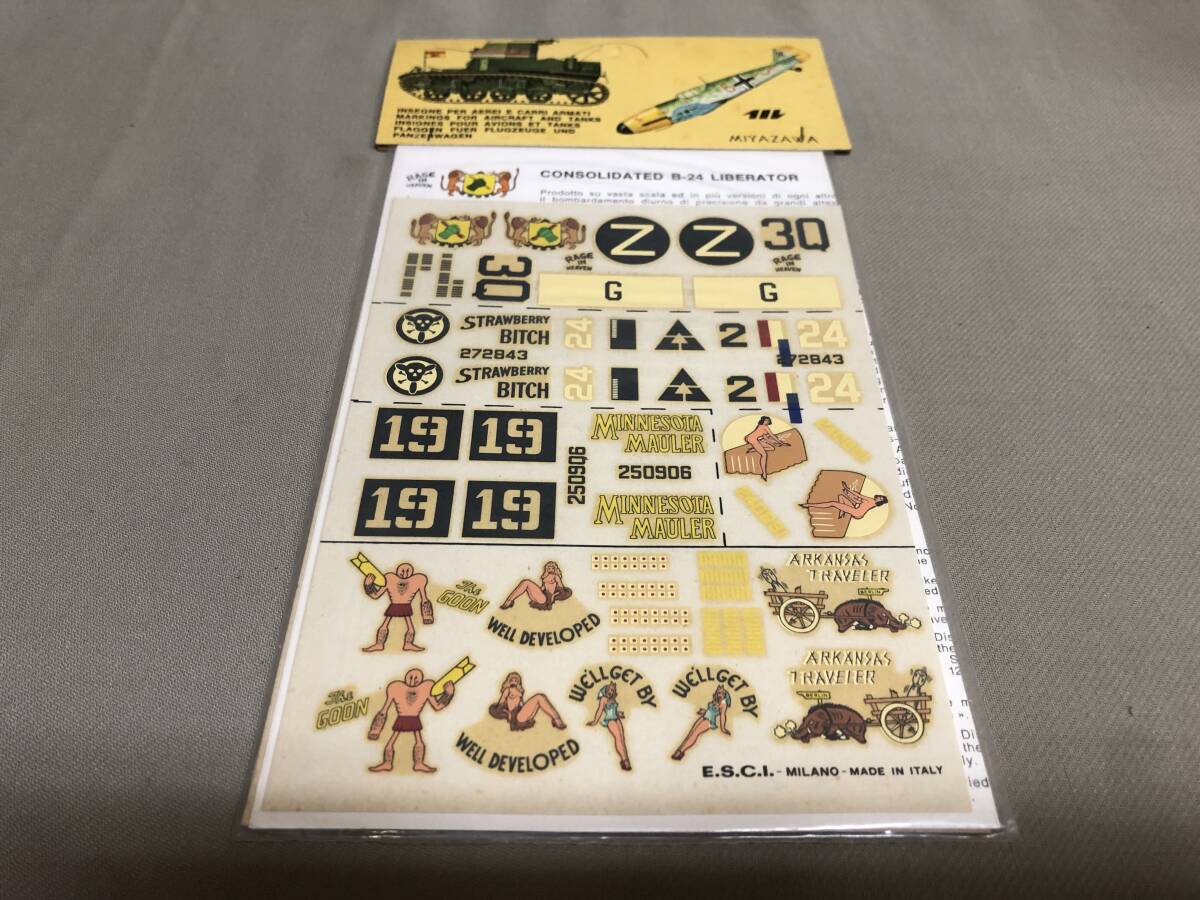 INSEGNE PER AEREI E CARRI ARMATI
MARKINGS FOR AIRCRAFT AND TANKS
INSIGNES POUR AVIONS ET TANKS
FLAGGEN FUER FLUGZEUGE UND
PANZERWAGEN
MIYAZAWA
RAGE IN HEAVEN
CONSOLIDATED B-24 LIBERATOR
Prodotto su vasta scala ed in più versioni di ogni altro
il bombardamento diurno di precisione da grandi
Z Z 3Q
RAGE IN HEAVEN
RAGE IN HEAVEN
3Q
G G
STRAWBERRY BITCH 24 2 24
272843 272843
STRAWBERRY BITCH 24 2 24
19 19
MINNESOTA MAULER
250906
250906
19 19
MINNESOTA MAULER
THE GOON
WELL DEVELOPED
ARKANSAS TRAVELER
BERLIN
THE GOON
WELL DEVELOPED
WE'LL GET BY
WE'LL GET BY
ARKANSAS TRAVELER
BERLIN
E.S.C.I. - MILANO - MADE IN ITALY